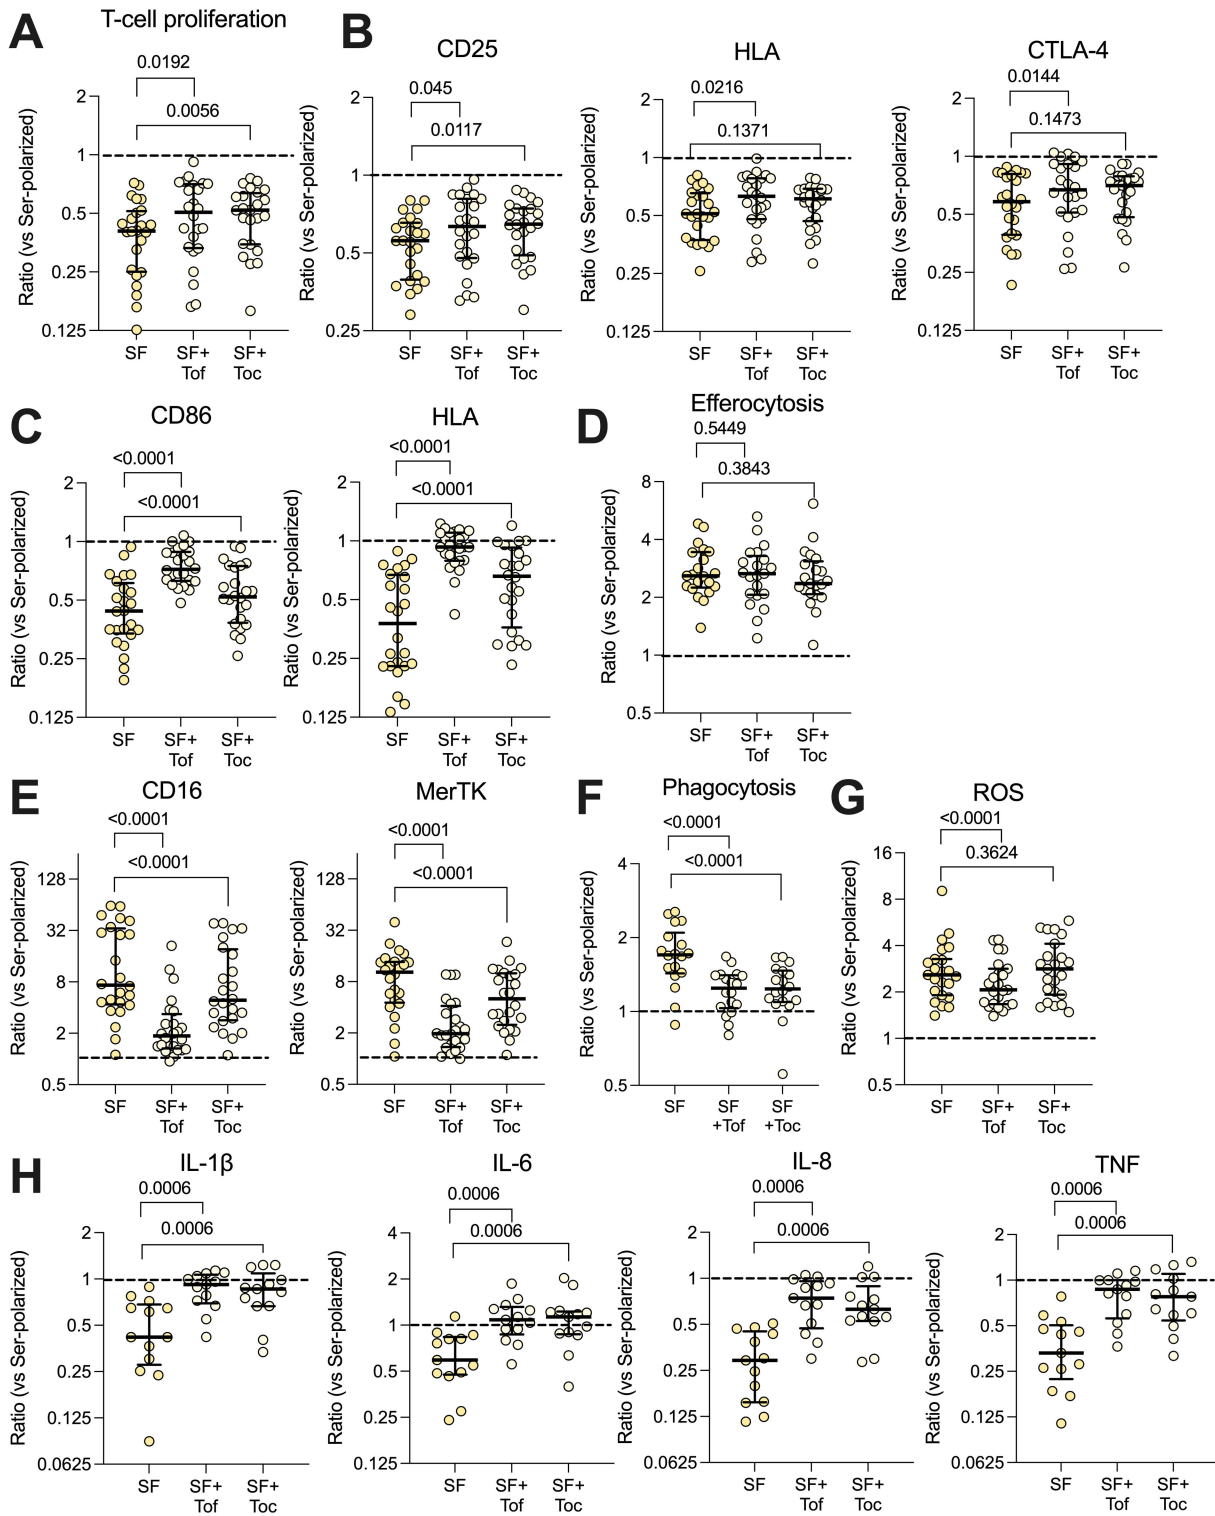 A
T-cell proliferation
0.0192
0.0056
Ratio (vs Ser-polarized)
2
1
0.5
0.25
0.125
SF
SF+
Tof
SF+
Toc
B
CD25
0.045
0.0117
Ratio (vs Ser-polarized)
2
1
0.5
0.25
SF
SF+
Tof
SF+
Toc
HLA
0.0216
0.1371
Ratio (vs Ser-polarized)
2
1
0.5
0.25
0.125
SF
SF+
Tof
SF+
Toc
CTLA-4
0.0144
0.1473
Ratio (vs Ser-polarized)
2
1
0.5
0.25
0.125
SF
SF+
Tof
SF+
Toc
C
CD86
<0.0001
<0.0001
Ratio (vs Ser-polarized)
2
1
0.5
0.25
0.125
SF
SF+
Tof
SF+
Toc
HLA
<0.0001
<0.0001
Ratio (vs Ser-polarized)
2
1
0.5
0.25
0.125
SF
SF+
Tof
SF+
Toc
D
Efferocytosis
0.5449
0.3843
Ratio (vs Ser-polarized)
8
4
2
1
0.5
SF
SF+
Tof
SF+
Toc
E
CD16
<0.0001
<0.0001
Ratio (vs Ser-polarized)
128
32
8
2
0.5
SF
SF+
Tof
SF+
Toc
MerTK
<0.0001
<0.0001
Ratio (vs Ser-polarized)
128
32
8
2
0.5
SF
SF+
Tof
SF+
Toc
F
Phagocytosis
<0.0001
<0.0001
Ratio (vs Ser-polarized)
4
2
1
0.5
SF
SF
+Tof
SF
+Toc
G
ROS
<0.0001
0.3624
Ratio (vs Ser-polarized)
16
8
4
2
1
0.5
SF
SF+
Tof
SF+
Toc
H
IL-1β
0.0006
0.0006
Ratio (vs Ser-polarized)
2
1
0.5
0.25
0.125
0.0625
SF
SF+
Tof
SF+
Toc
IL-6
0.0006
0.0006
Ratio (vs Ser-polarized)
4
2
1
0.5
0.25
0.125
SF
SF+
Tof
SF+
Toc
IL-8
0.0006
0.0006
Ratio (vs Ser-polarized)
2
1
0.5
0.25
0.125
0.0625
SF
SF+
Tof
SF+
Toc
TNF
0.0006
0.0006
Ratio (vs Ser-polarized)
2
1
0.5
0.25
0.125
0.0625
SF
SF+
Tof
SF+
Toc